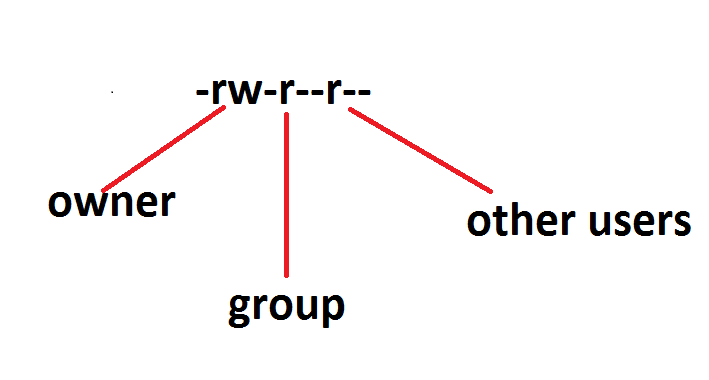 -rw-r--r--
owner
other users
group